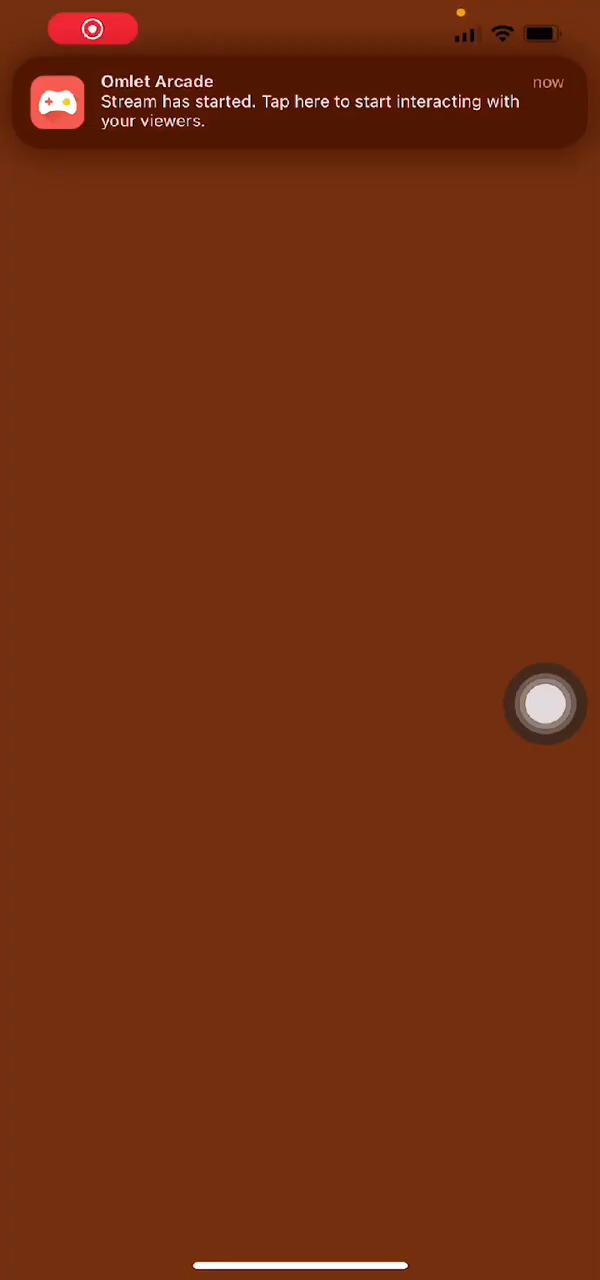 Omlet Arcade
now
Stream has started. Tap here to start interacting with
your viewers.